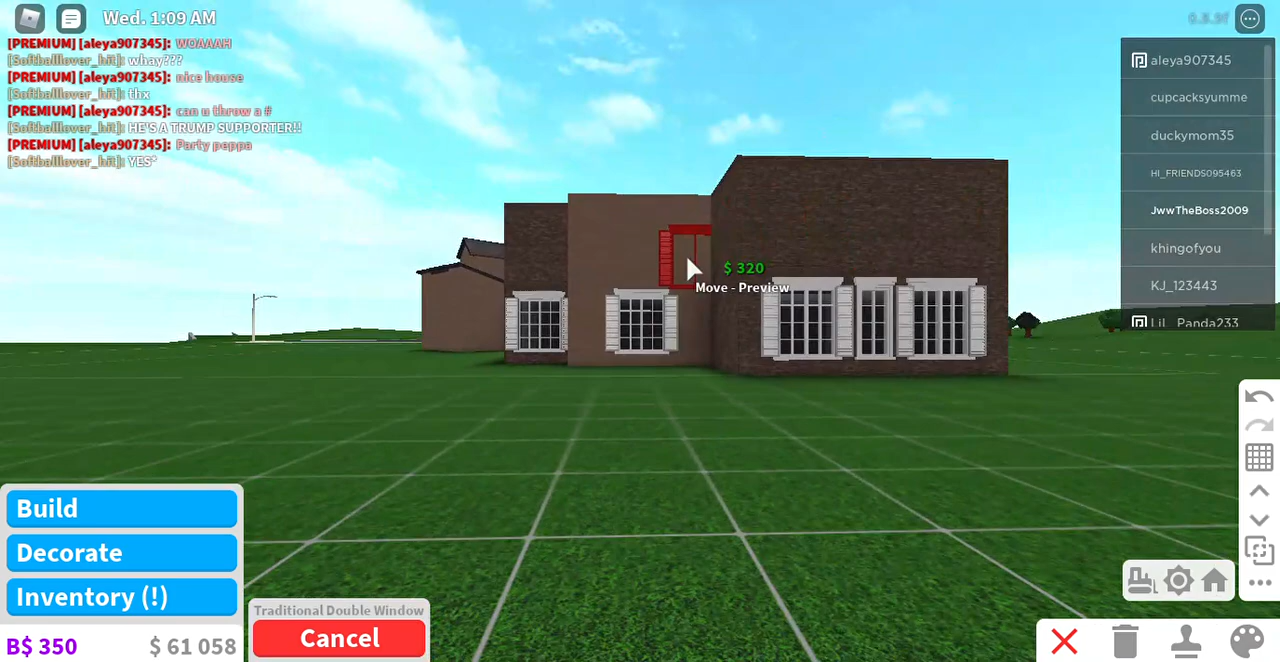 Wed. 1:09 AM
[PREMIUM] [aleya907345]: WOAAAH
[Softballlover_hit]: whay???
[PREMIUM] [aleya907345]: nice house
[Softballlover_hit]: thx
[PREMIUM] [aleya907345]: can u throw a #
[Softballlover_hit]: HE'S A TRUMP SUPPORTER!!
[PREMIUM] [aleya907345]: Party peppa
[Softballlover_hit]: YES*
aleya907345
cupcacksyumme
duckymom35
HI_FRIENDS095463
JwwTheBoss2009
khingofyou
KJ_123443
LiL_Panda233
$ 320
Move - Preview
Build
Decorate
Inventory (!)
B$ 350
$ 61 058
Traditional Double Window
Cancel